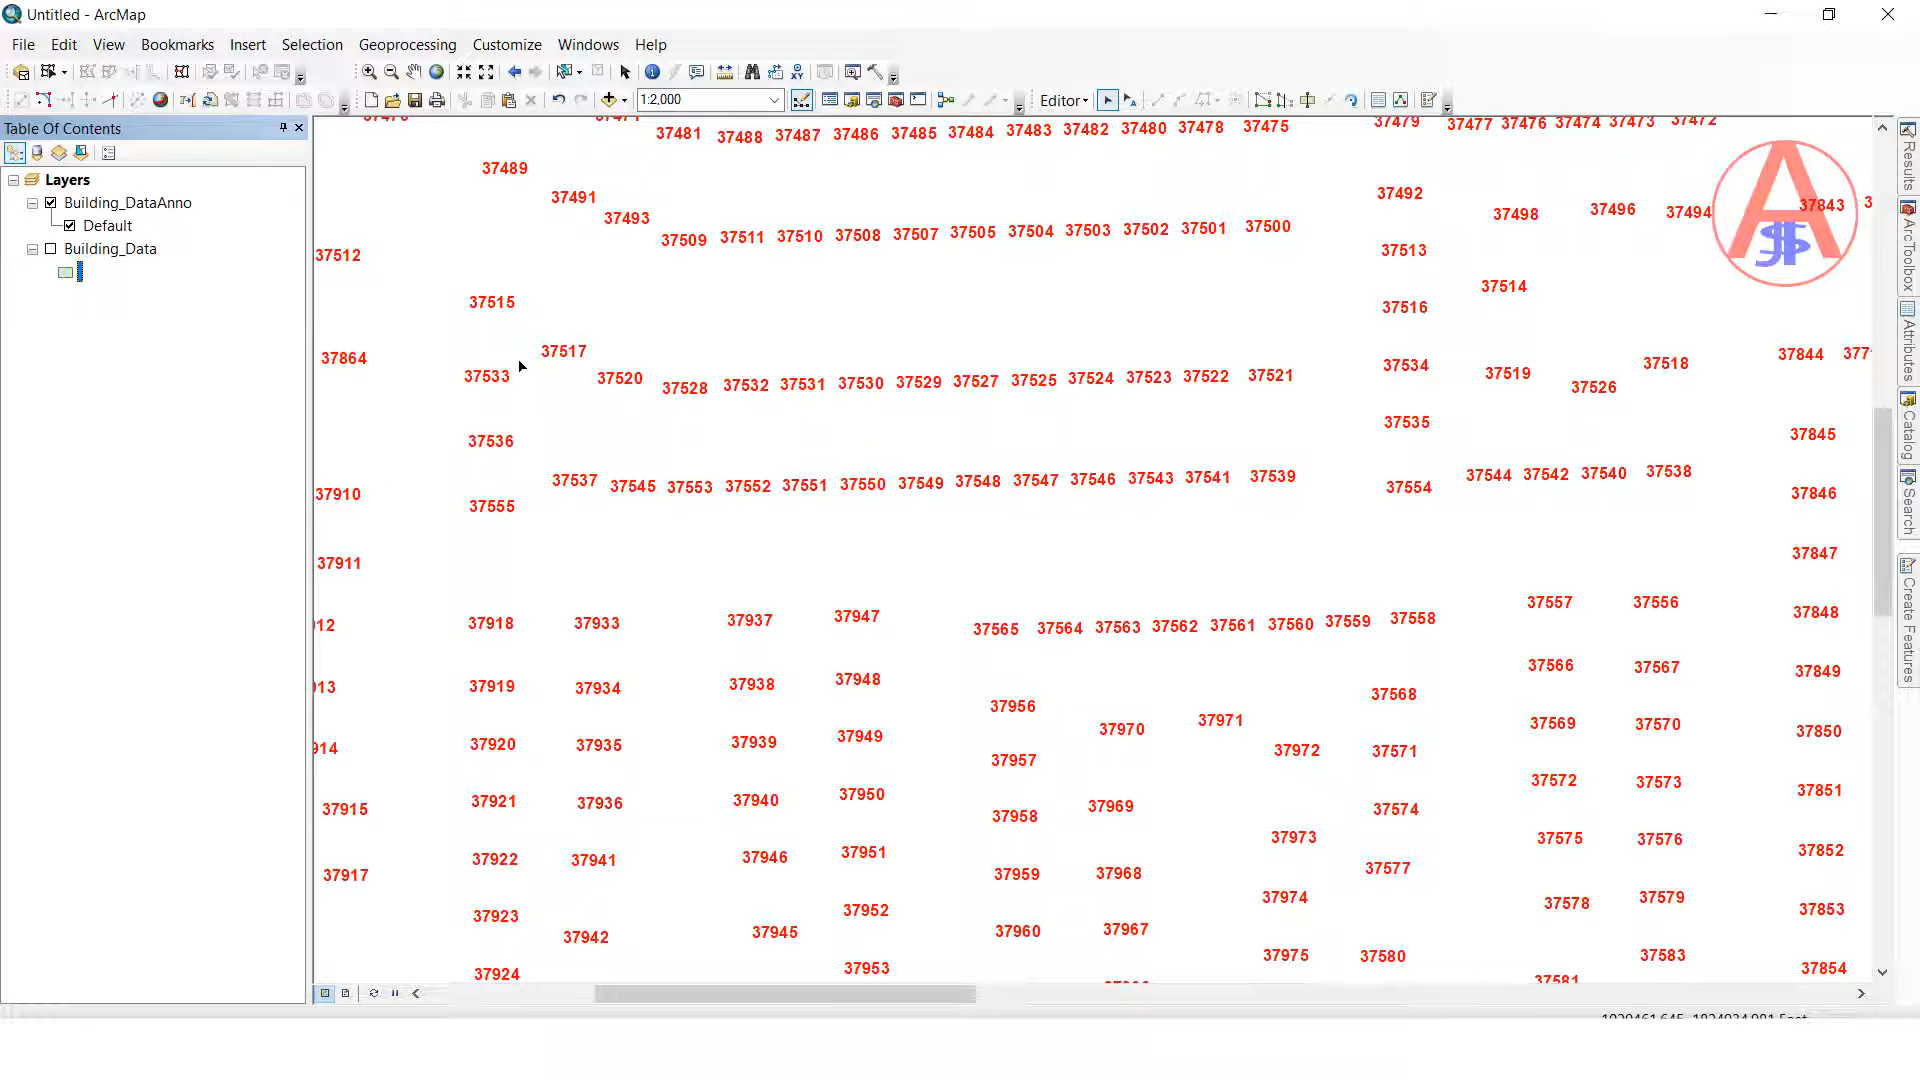 Untitled - ArcMap
File Edit View Bookmarks Insert Selection Geoprocessing Customize Windows Help
1:2,000 Editor
Table Of Contents
Layers
Building_DataAnno
Default
Building_Data
37479 37477 37476 37474 37473 37472
37481 37488 37487 37486 37485 37484 37483 37482 37480 37478 37475
37489
37491 37492
37493 37498 37496 37494 37843
37509 37511 37510 37508 37507 37505 37504 37503 37502 37501 37500
37512 37513
37514
37515 37516
37864 37533 37517 37534 37844
37520 37528 37532 37531 37530 37529 37527 37525 37524 37523 37522 37521 37519 37526 37518
37536 37535 37845
37910 37537 37545 37553 37552 37551 37550 37549 37548 37547 37546 37543 37541 37539 37554 37544 37542 37540 37538 37846
37555
37911 37847
37557 37556 37848
37918 37933 37937 37947 37565 37564 37563 37562 37561 37560 37559 37558
37566 37567 37849
37919 37934 37938 37948 37568
37956 37970 37971 37569 37570 37850
37920 37935 37939 37949 37972 37571
37957 37572 37573 37851
37921 37936 37940 37950
37915 37958 37969 37574
37973 37575 37576 37852
37922 37941 37946 37951
37917 37959 37968 37577
37974 37578 37579 37853
37923 37952
37942 37945 37960 37967
37975 37580 37583 37854
37924 37953 37581
Results
ArcToolbox
Attributes
Catalog
Search
Create Features